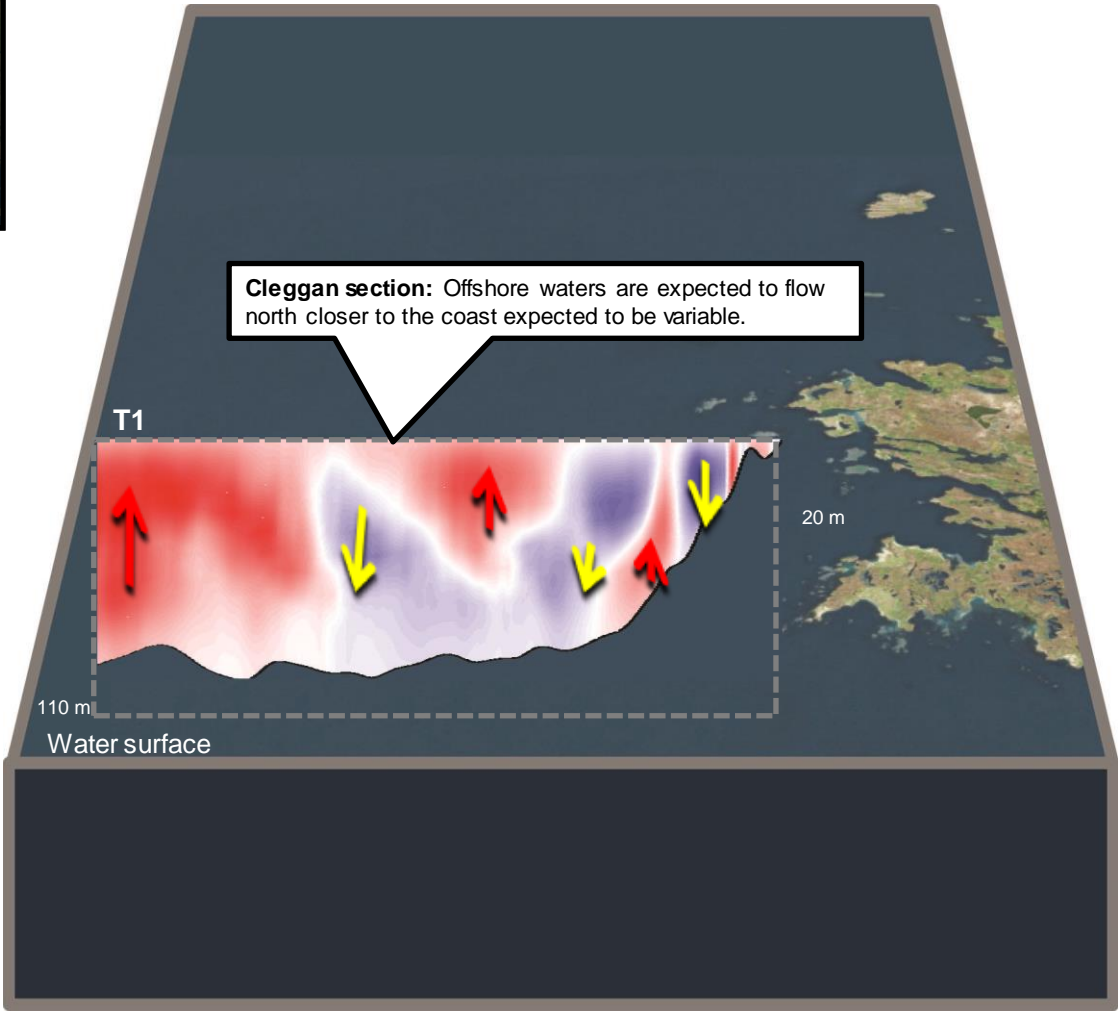 Cleggan section: Offshore waters are expected to flow
north closer to the coast expected to be variable.
T1
20 m
110 m
Water surface